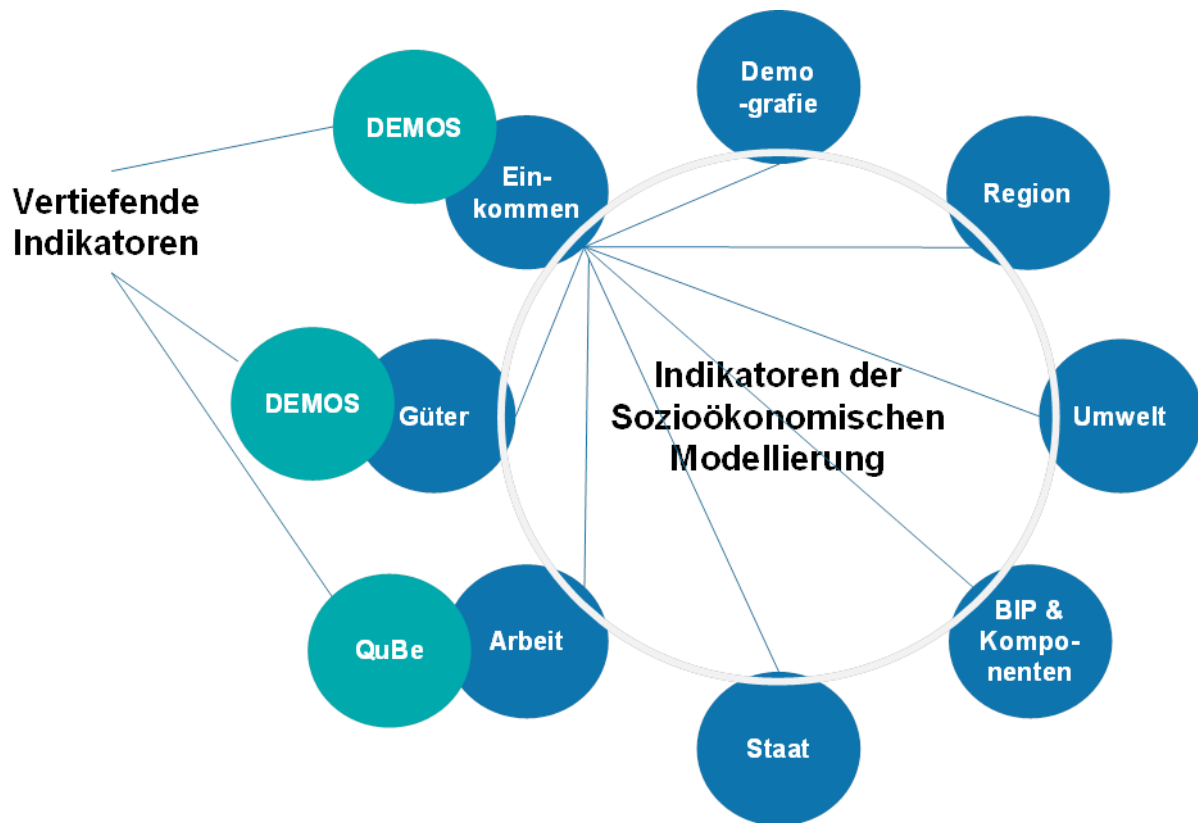 Demo
-grafie
DEMOS
Ein-
kommen
Region
Vertiefende
Indikatoren
DEMOS
Güter
Indikatoren der
Sozioökonomischen
Modellierung
Umwelt
QuBe
Arbeit
BIP &
Kompo-
nenten
Staat